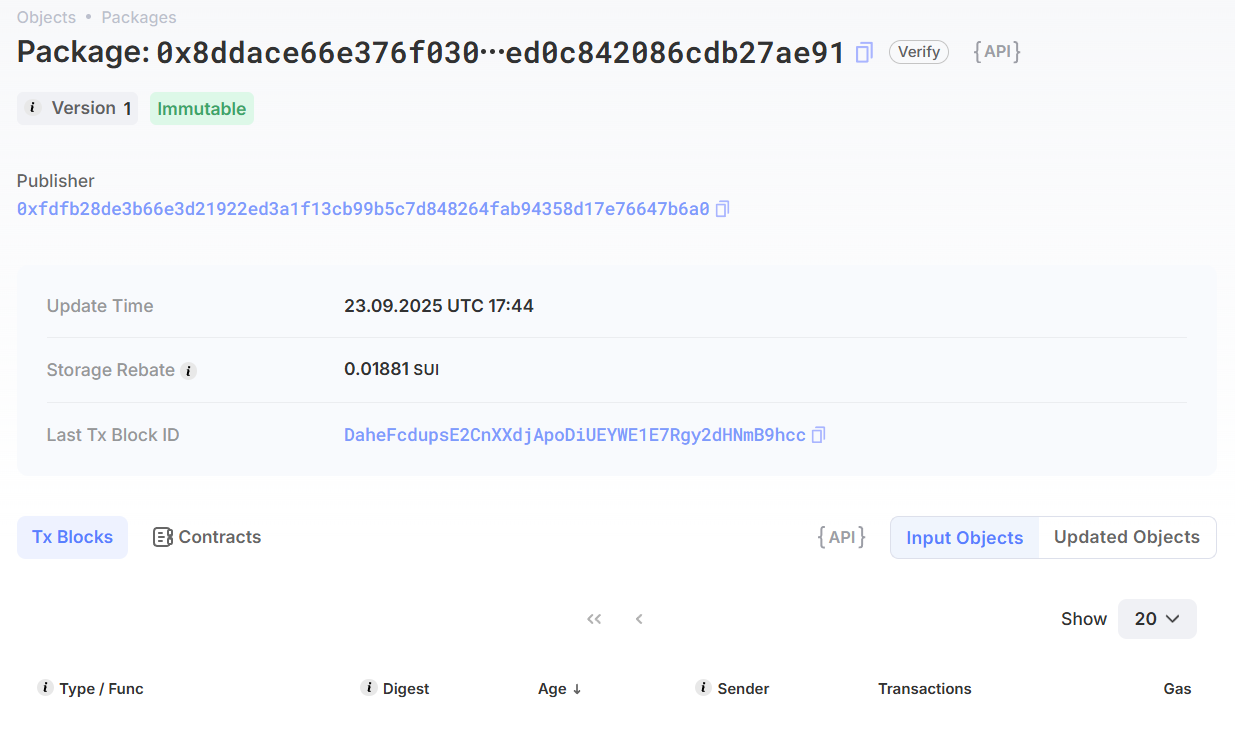 Objects • Packages
Package: 0x8ddace66e376f030···ed0c842086cdb27ae91 Verify {API}
i Version 1 Immutable
Publisher
0xfdfb28de3b66e3d21922ed3a1f13cb99b5c7d848264fab94358d17e76647b6a0
Update Time 23.09.2025 UTC 17:44
Storage Rebate i 0.01881 SUI
Last Tx Block ID DaheFcdupsE2CnXXdjApoDiUEYWE1E7Rgy2dHNmB9hcc
Tx Blocks Contracts {API} Input Objects Updated Objects
« ‹ Show 20
i Type / Func i Digest Age ↓ i Sender Transactions Gas